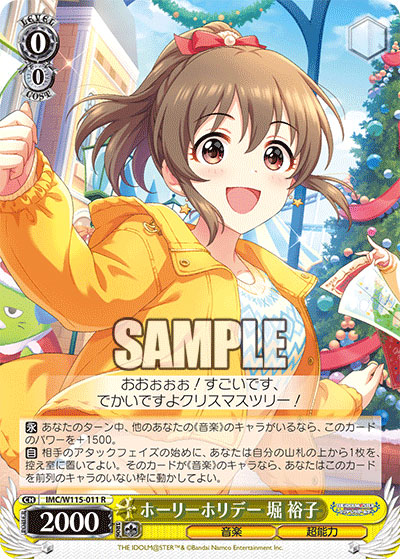 LEVEL
0
0
COST
SAMPLE
おおぉぉぉ!すごいです、
でかいですよクリスマスツリー!
永 あなたのターン中、他のあなたの《音楽》のキャラがいるなら、このカード
のパワーを+1500。
自 相手のアタックフェイズの始めに、あなたは自分の山札の上から1枚を、
控え室に置いてよい。そのカードが《音楽》のキャラなら、あなたはこのカード
を前列のキャラのいない枠に動かしてよい。
CH IMC/W115-011 R
POWER
2000
SOUL
ホーリーホリデー 堀 裕子
音楽
超能力
THE IDOLM@STER™& ©Bandai Namco Entertainment Inc.